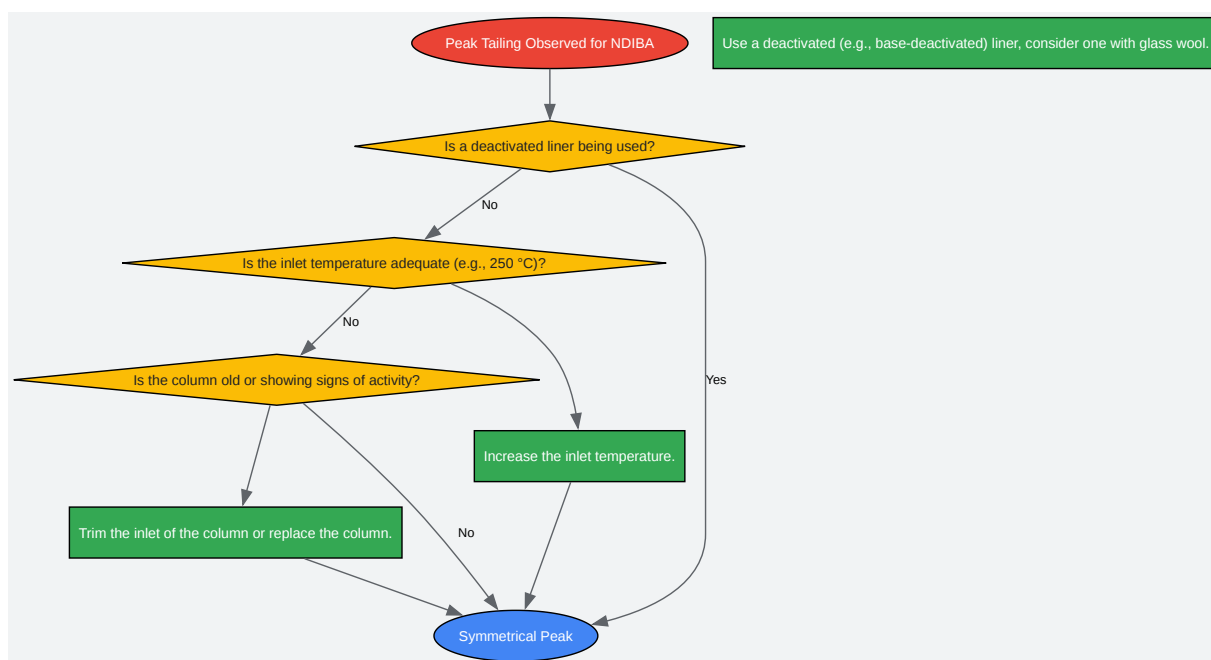 Peak Tailing Observed for NDIBA
Use a deactivated (e.g., base-deactivated) liner, consider one with glass wool.
Is a deactivated liner being used?
No
Is the inlet temperature adequate (e.g., 250 °C)?
No
Is the column old or showing signs of activity?
Yes
Increase the inlet temperature.
Trim the inlet of the column or replace the column.
No
Symmetrical Peak